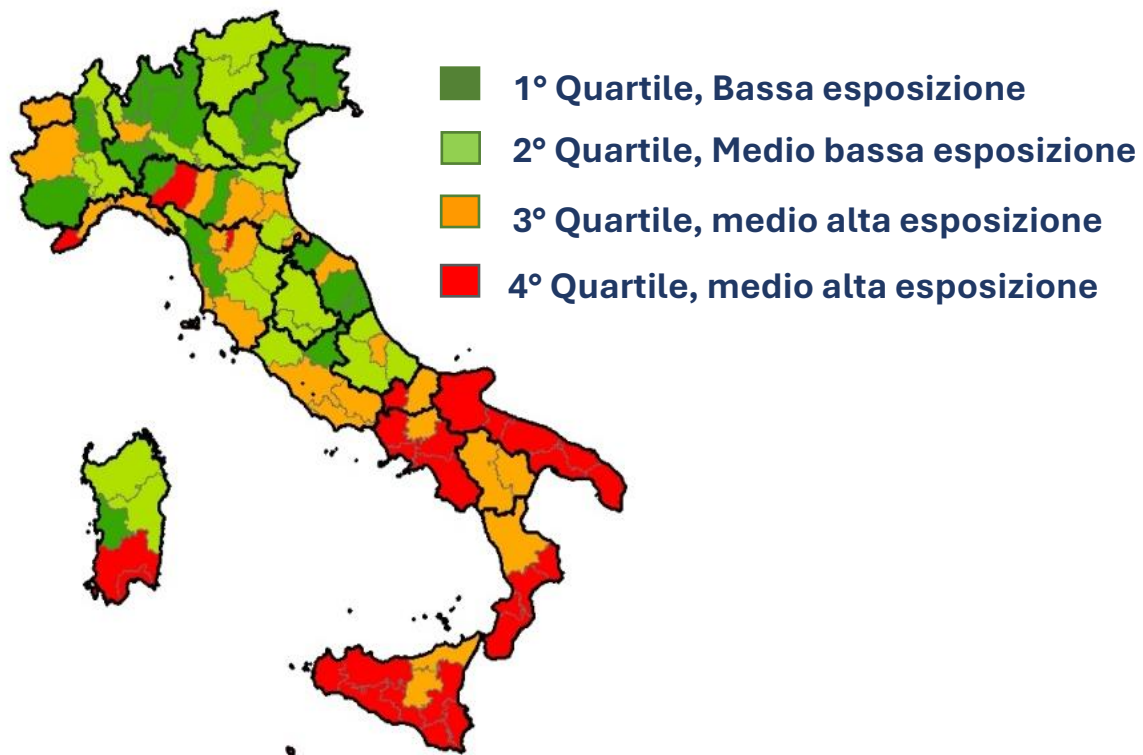 1° Quartile, Bassa esposizione
2° Quartile, Medio bassa esposizione
3° Quartile, medio alta esposizione
4° Quartile, medio alta esposizione